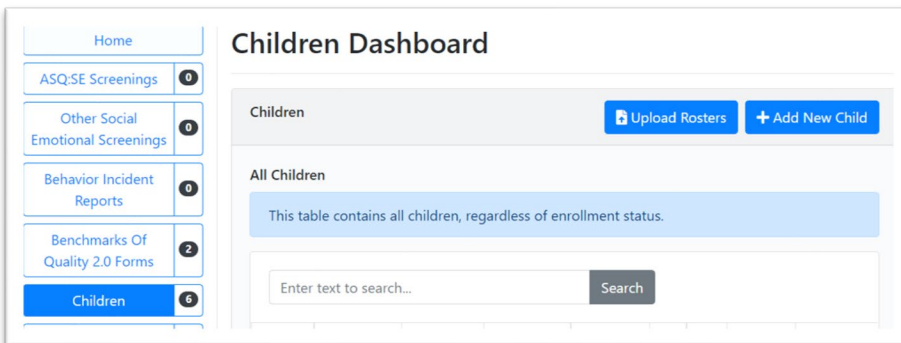 Home
ASQ:SE Screenings 0
Other Social
Emotional Screenings 0
Behavior Incident
Reports 0
Benchmarks Of
Quality 2.0 Forms 2
Children 6
Children Dashboard
Children
Upload Rosters
+ Add New Child
All Children
This table contains all children, regardless of enrollment status.
Enter text to search...
Search